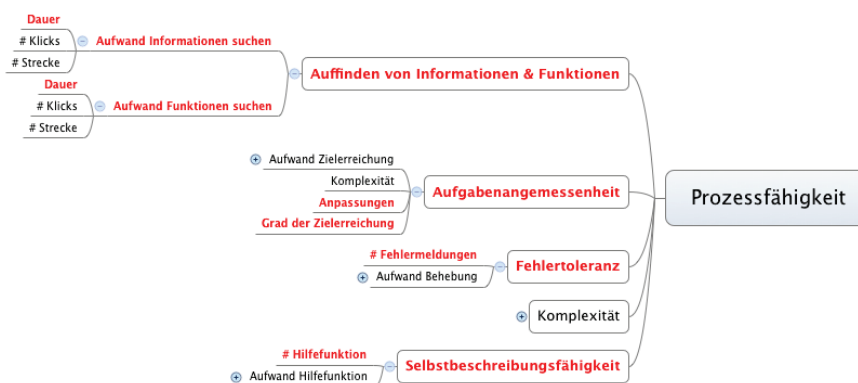 Dauer
# Klicks
# Strecke
Aufwand Informationen suchen
Dauer
# Klicks
# Strecke
Aufwand Funktionen suchen
Auffinden von Informationen & Funktionen
Aufwand Zielerreichung
Komplexität
Anpassungen
Grad der Zielerreichung
Aufgabenangemessenheit
Prozessfähigkeit
# Fehlermeldungen
Aufwand Behebung
Fehlertoleranz
Komplexität
# Hilfefunktion
Aufwand Hilfefunktion
Selbstbeschreibungsfähigkeit